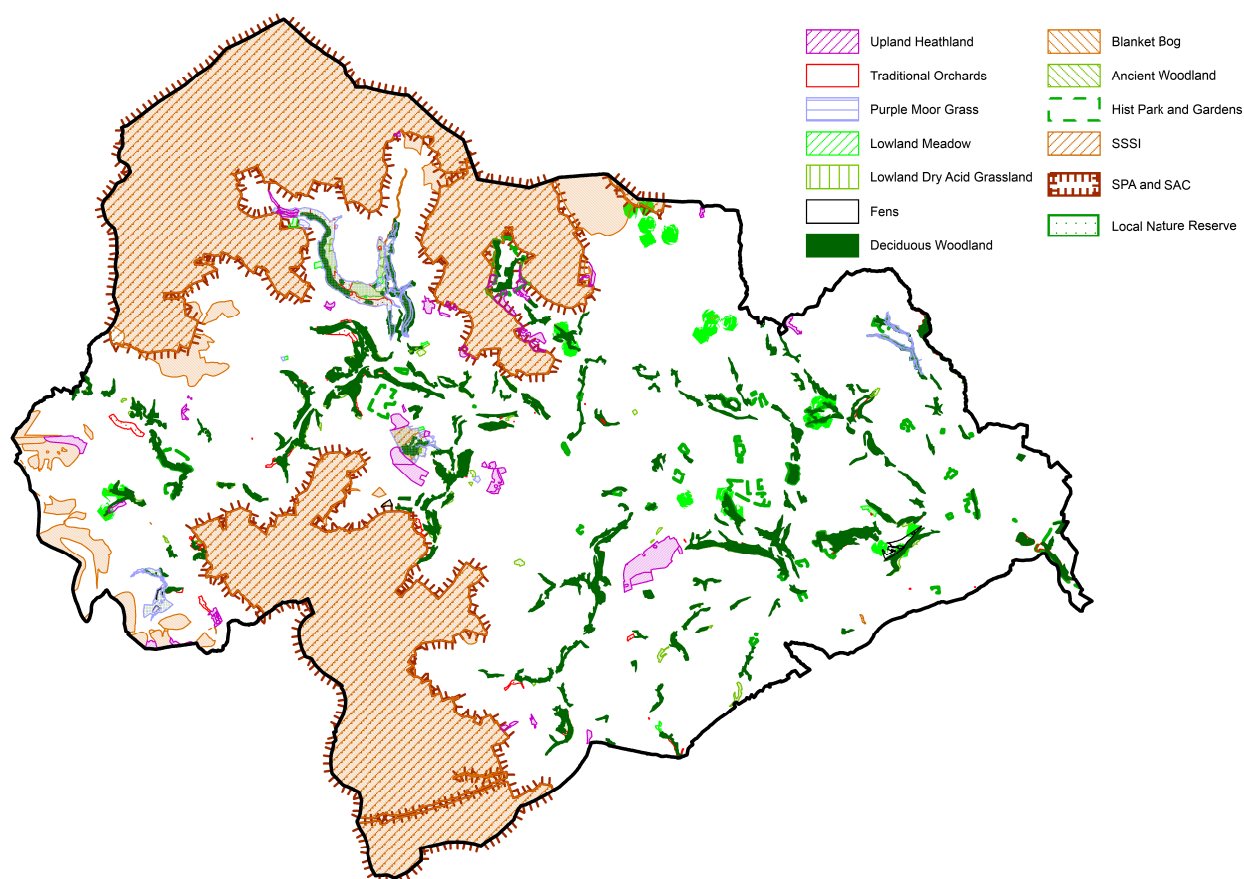 Upland Heathland
Traditional Orchards
Purple Moor Grass
Lowland Meadow
Lowland Dry Acid Grassland
Fens
Deciduous Woodland
Blanket Bog
Ancient Woodland
Hist Park and Gardens
SSSI
SPA and SAC
Local Nature Reserve